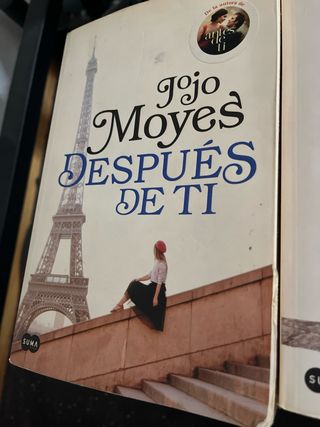 De la autora de
antes de
ti
Jojo
Moyes
DESPUÉS
DE TI
SUMA